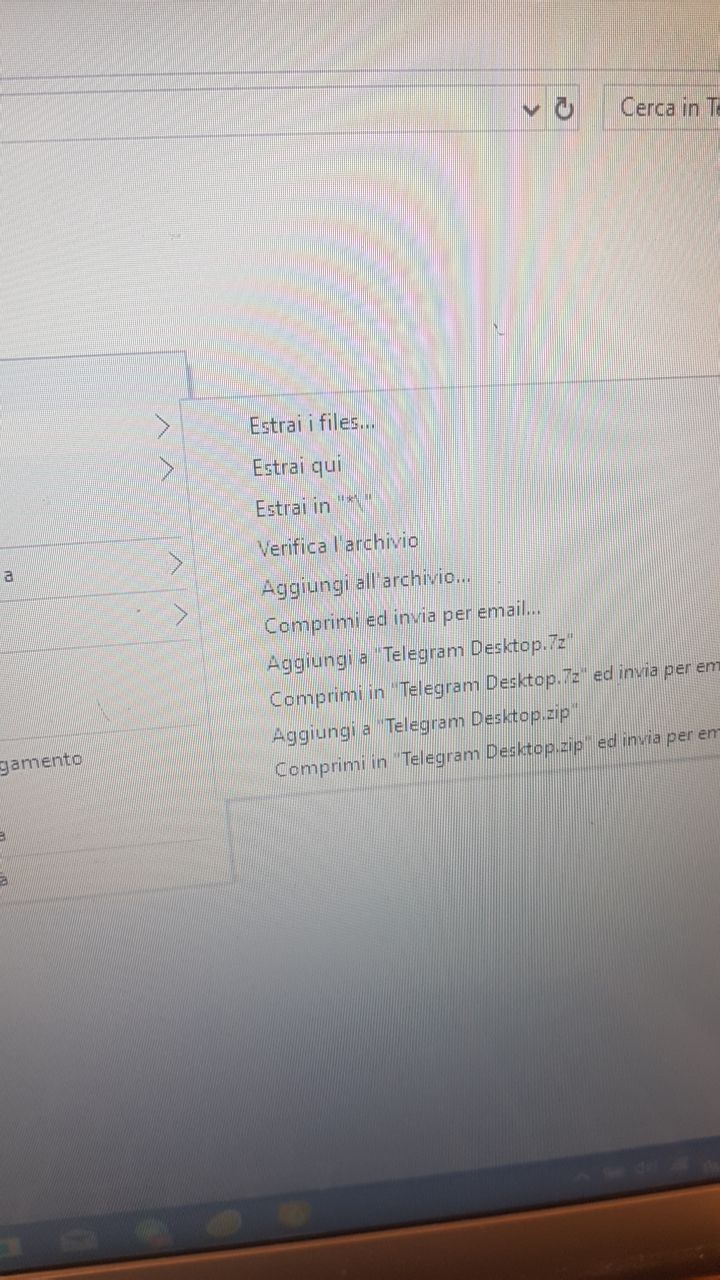 Cerca in Te
Estrai i files...
Estrai qui
Estrai in "*\"
Verifica l'archivio
a
Aggiungi all'archivio...
Comprimi ed invia per email...
Aggiungi a "Telegram Desktop.7z"
Comprimi in "Telegram Desktop.7z" ed invia per em
Aggiungi a "Telegram Desktop.zip"
gamento
Comprimi in "Telegram Desktop.zip" ed invia per em
a
a